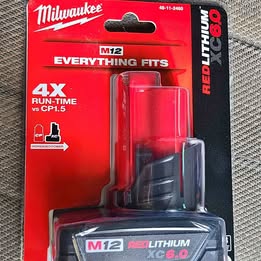 Milwaukee
48-11-2460
M12
EVERYTHING FITS
REDLITHIUM
XC6.0
4X
RUN-TIME
vs CP1.5
M12 REDLITHIUM
XC6.0